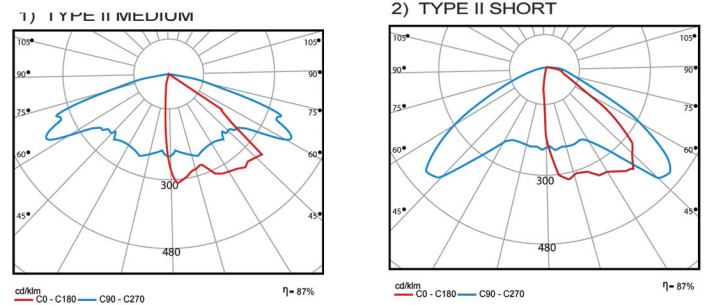 1) TYPE II MEDIUM
105° 105°
90° 90°
75° 75°
60° 60°
300
45° 45°
480
cd/klm η= 87%
C0 - C180 C90 - C270
2) TYPE II SHORT
105° 105°
90° 90°
75° 75°
60° 60°
300
45° 45°
480
cd/klm η= 87%
C0 - C180 C90 - C270